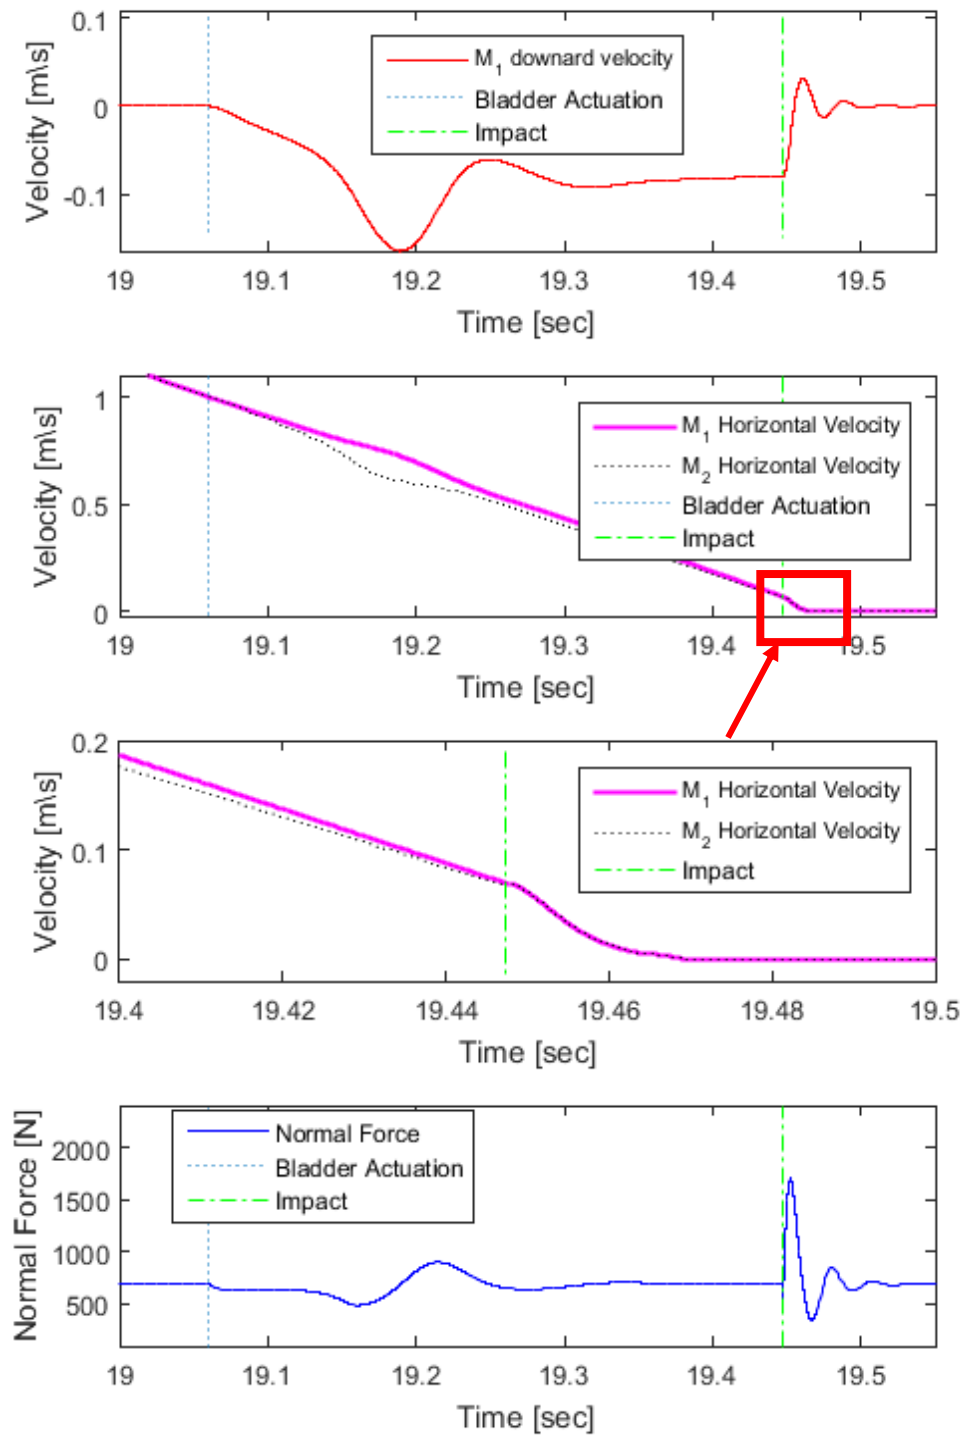 0.1
0
-0.1
Velocity [m\s]
M1 downard velocity
Bladder Actuation
Impact
19 19.1 19.2 19.3 19.4 19.5
Time [sec]
1
0.5
0
Velocity [m\s]
M1 Horizontal Velocity
M2 Horizontal Velocity
Bladder Actuation
Impact
19 19.1 19.2 19.3 19.4 19.5
Time [sec]
0.2
0.1
0
Velocity [m\s]
M1 Horizontal Velocity
M2 Horizontal Velocity
Impact
19.4 19.42 19.44 19.46 19.48 19.5
Time [sec]
2000
1500
1000
500
Normal Force [N]
Normal Force
Bladder Actuation
Impact
19 19.1 19.2 19.3 19.4 19.5
Time [sec]